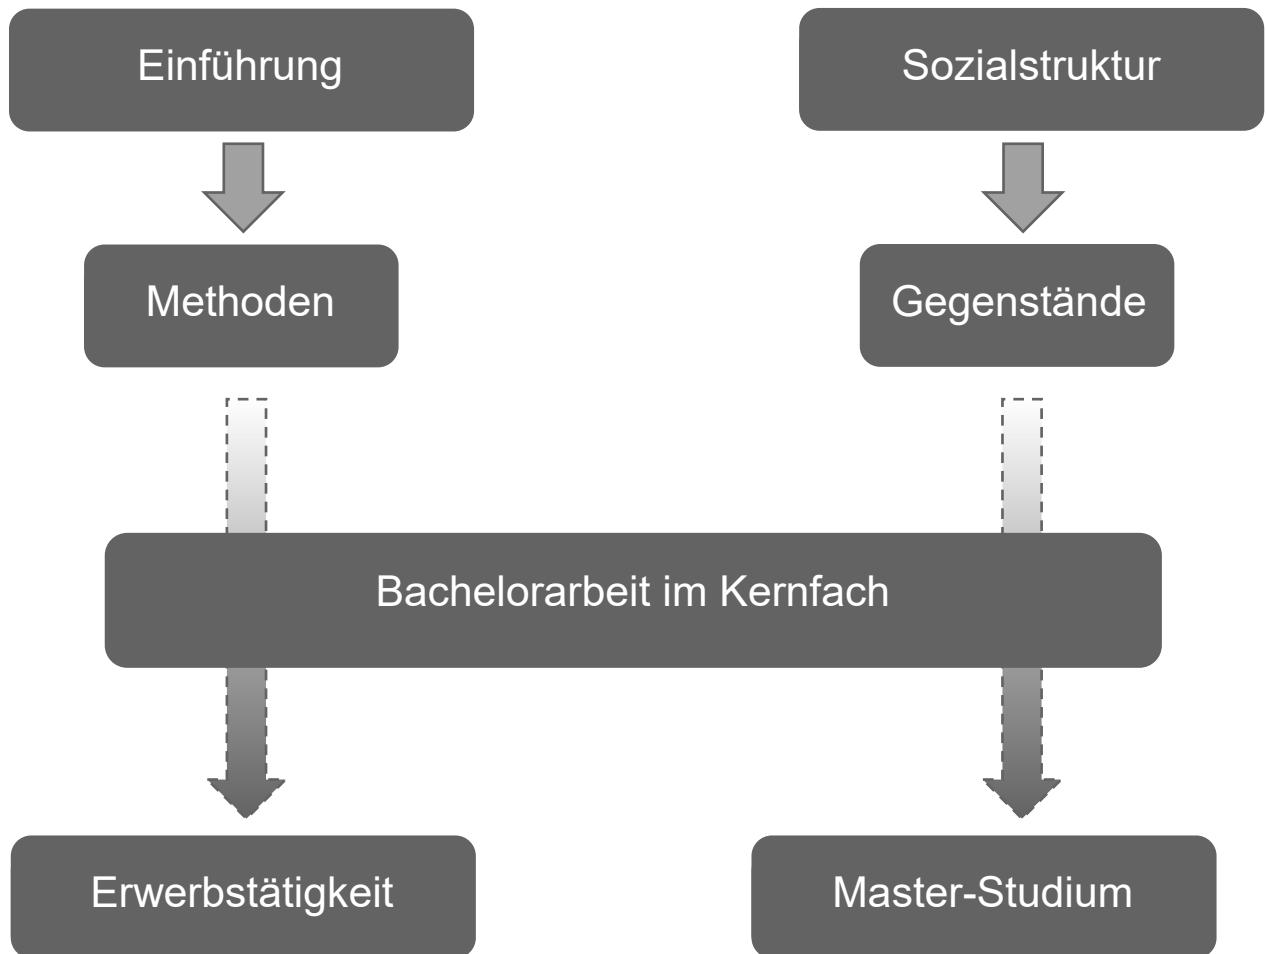 Einführung
Sozialstruktur
Methoden
Gegenstände
Bachelorarbeit im Kernfach
Erwerbstätigkeit
Master-Studium